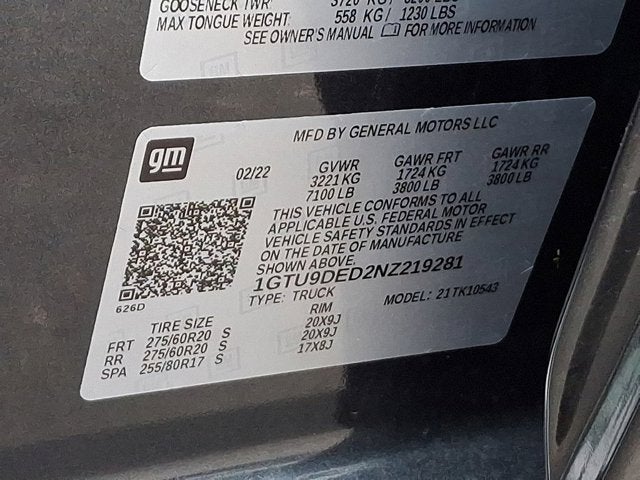 GOOSENECK TWR 3720 KG/ 8200 LBS
MAX TONGUE WEIGHT 558 KG/ 1230 LBS
SEE OWNER'S MANUAL FOR MORE INFORMATION
gm
MFD BY GENERAL MOTORS LLC
02/22 GVWR GAWR FRT GAWR RR
3221 KG 1724 KG 1724 KG
7100 LB 3800 LB 3800 LB
THIS VEHICLE CONFORMS TO ALL
APPLICABLE U.S. FEDERAL MOTOR
VEHICLE SAFETY STANDARDS IN EFFECT
ON THE DATE OF MANUFACTURE
SHOWN ABOVE.
1GTU9DED2NZ219281
626D TYPE: TRUCK MODEL: 21TK10543
TIRE SIZE RIM
FRT 275/60R20 S 20X9J
RR 275/60R20 S 20X9J
SPA 255/80R17 S 17X8J